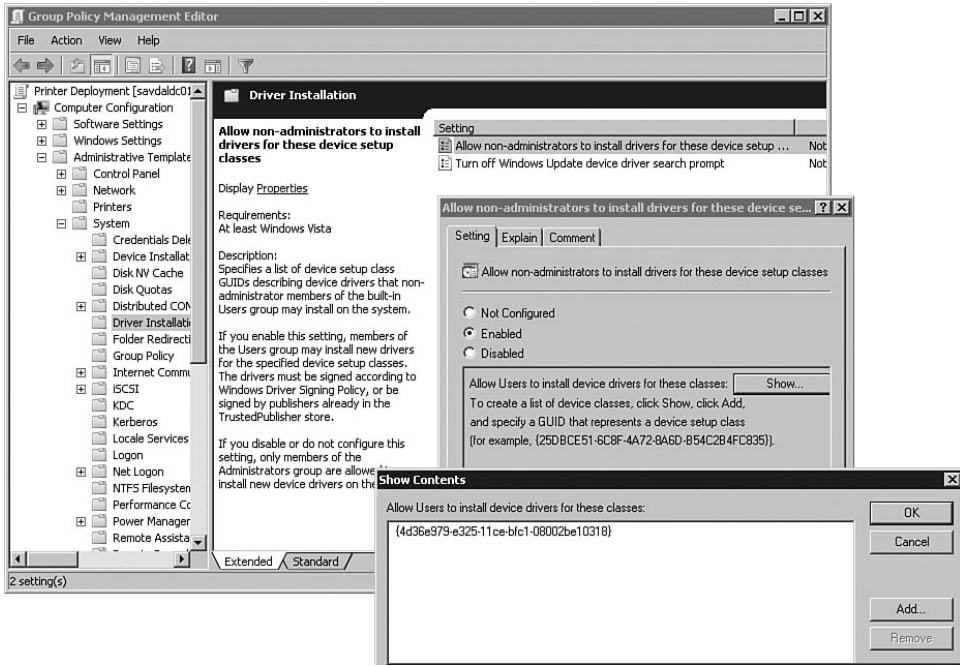 Group Policy Management Editor
File Action View Help
Printer Deployment [savdaldc01
Computer Configuration
Software Settings
Windows Settings
Administrative Template
Control Panel
Network
Printers
System
Credentials Dele
Device Installat
Disk NV Cache
Disk Quotas
Distributed CON
Driver Installati
Folder Redirecti
Group Policy
Internet Commu
iSCSI
KDC
Kerberos
Locale Services
Logon
Net Logon
NTFS Filesystem
Performance Co
Power Manager
Remote Assista
Driver Installation
Allow non-administrators to install
drivers for these device setup
classes
Display Properties
Requirements:
At least Windows Vista
Description:
Specifies a list of device setup class
GUIDs describing device drivers that non-
administrator members of the built-in
Users group may install on the system.
If you enable this setting, members of
the Users group may install new drivers
for the specified device setup classes.
The drivers must be signed according to
Windows Driver Signing Policy, or be
signed by publishers already in the
TrustedPublisher store.
If you disable or do not configure this
setting, only members of the
Administrators group are allowed
install new device drivers on the
Setting
Allow non-administrators to install drivers for these device setup ... Not
Turn off Windows Update device driver search prompt Not
Extended Standard
2 setting(s)
Allow non-administrators to install drivers for these device se...
Setting Explain Comment
Allow non-administrators to install drivers for these device setup classes
Not Configured
Enabled
Disabled
Allow Users to install device drivers for these classes: Show...
To create a list of device classes, click Show, click Add,
and specify a GUID that represents a device setup class
(for example, {25DBCE51-6C8F-4A72-8A6D-B54C2B4FC835}).
Show Contents
Allow Users to install device drivers for these classes:
{4d36e979-e325-11ce-bfc1-08002be10318}
OK
Cancel
Add...
Remove